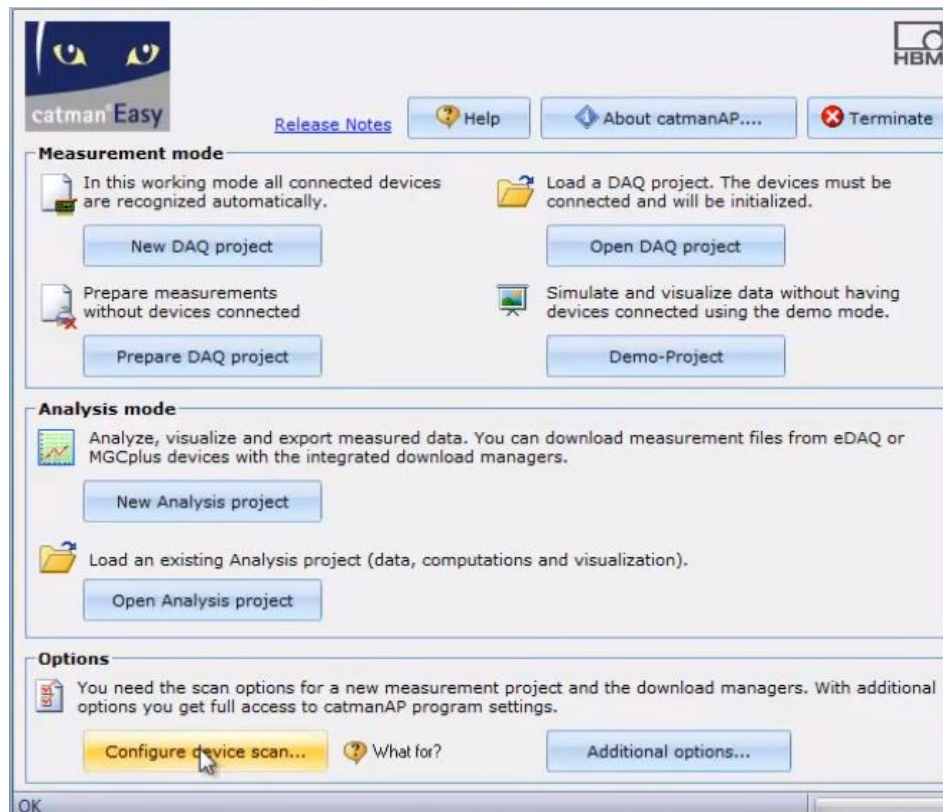 catman®Easy
HBM
Release Notes
Help
About catmanAP....
Terminate
Measurement mode
In this working mode all connected devices
are recognized automatically.
New DAQ project
Load a DAQ project. The devices must be
connected and will be initialized.
Open DAQ project
Prepare measurements
without devices connected
Prepare DAQ project
Simulate and visualize data without having
devices connected using the demo mode.
Demo-Project
Analysis mode
Analyze, visualize and export measured data. You can download measurement files from eDAQ or
MGCplus devices with the integrated download managers.
New Analysis project
Load an existing Analysis project (data, computations and visualization).
Open Analysis project
Options
You need the scan options for a new measurement project and the download managers. With additional
options you get full access to catmanAP program settings.
Configure device scan...
What for?
Additional options...
OK